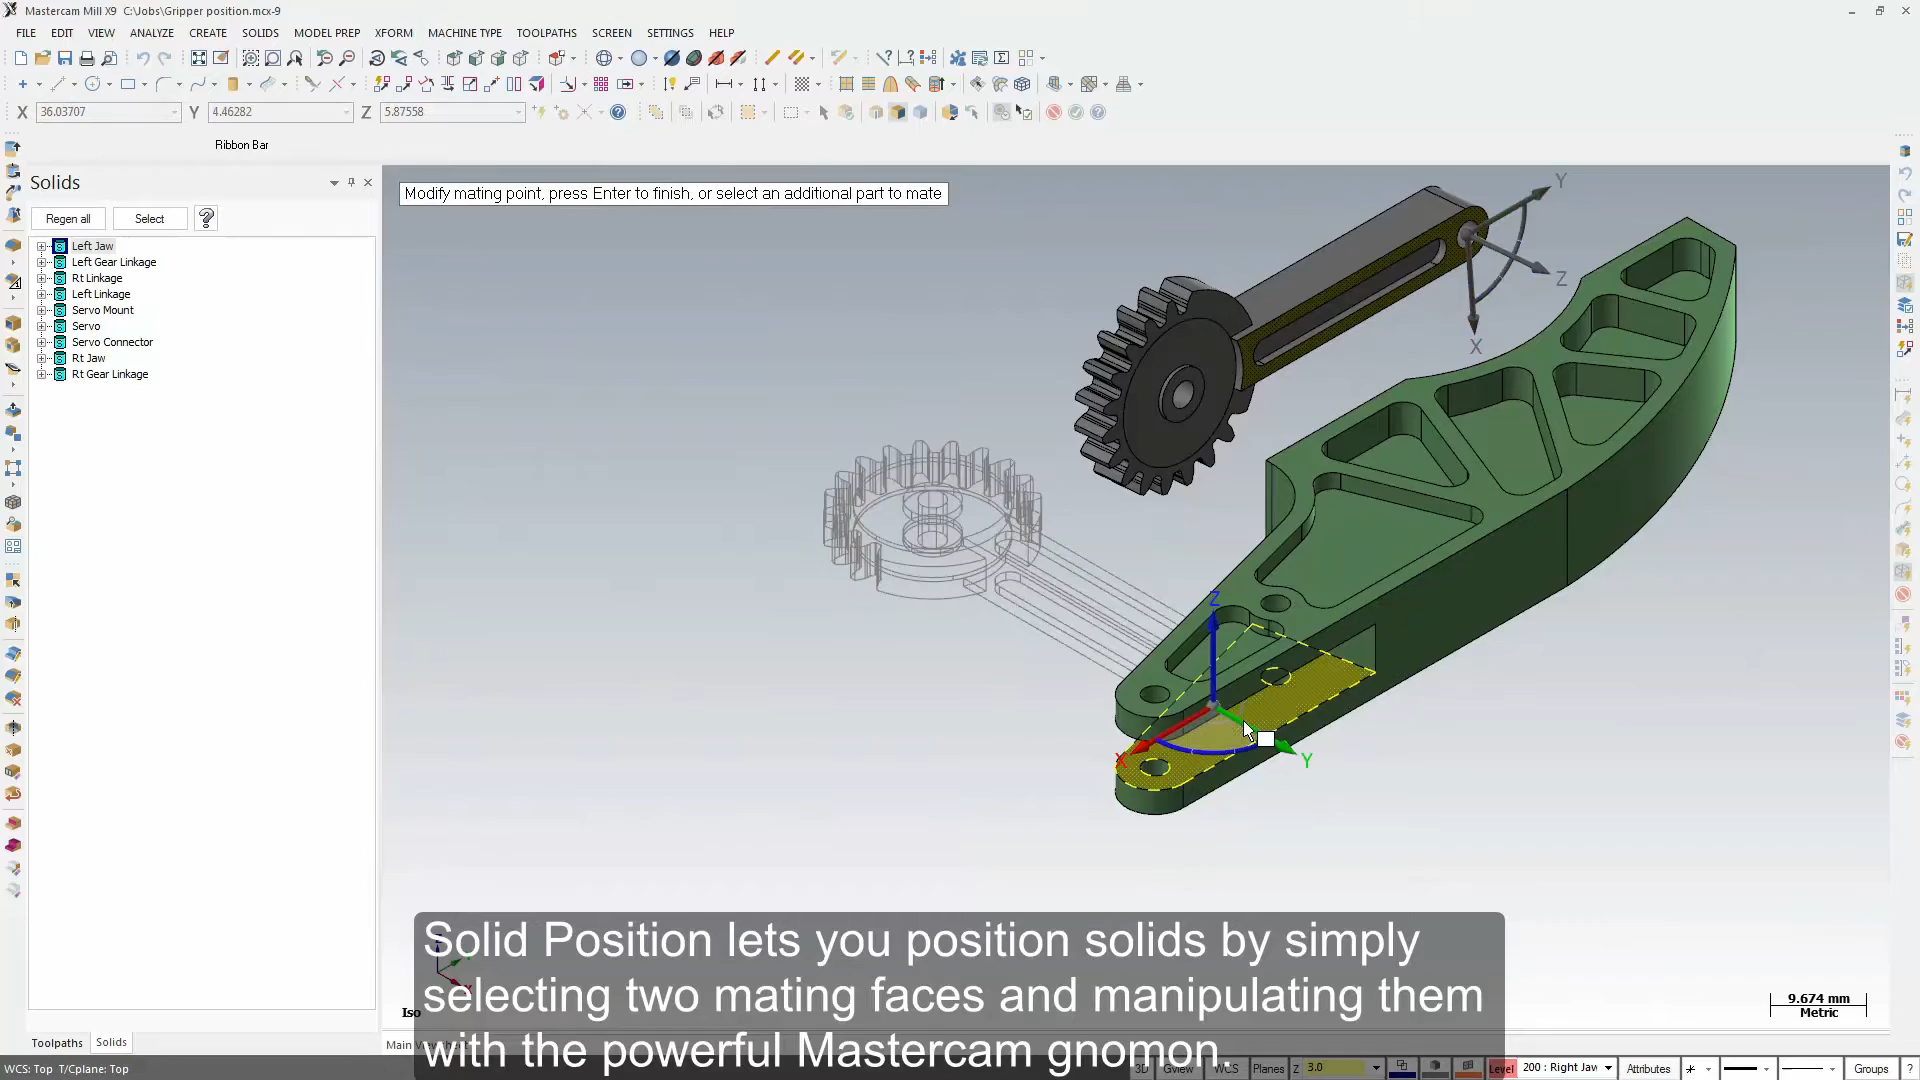 Mastercam Mill X9  C:\Jobs\Gripper position.mcx-9
FILE EDIT VIEW ANALYZE CREATE SOLIDS MODEL PREP XFORM MACHINE TYPE TOOLPATHS SCREEN SETTINGS HELP
X 36.03707 Y 4.46282 Z 5.87558
Ribbon Bar
Solids
Regen all Select ?
Modify mating point, press Enter to finish, or select an additional part to mate
Left Jaw
Left Gear Linkage
Rt Linkage
Left Linkage
Servo Mount
Servo
Servo Connector
Rt Jaw
Rt Gear Linkage
Y
Z
X
Z
X
Y
Solid Position lets you position solids by simply
selecting two mating faces and manipulating them
with the powerful Mastercam gnomon.
Iso
9.674 mm
Metric
Toolpaths Solids
WCS: Top T/Cplane: Top
3D Gview WCS Planes Z 3.0 Level 200 : Right Jaw Attributes Groups ?